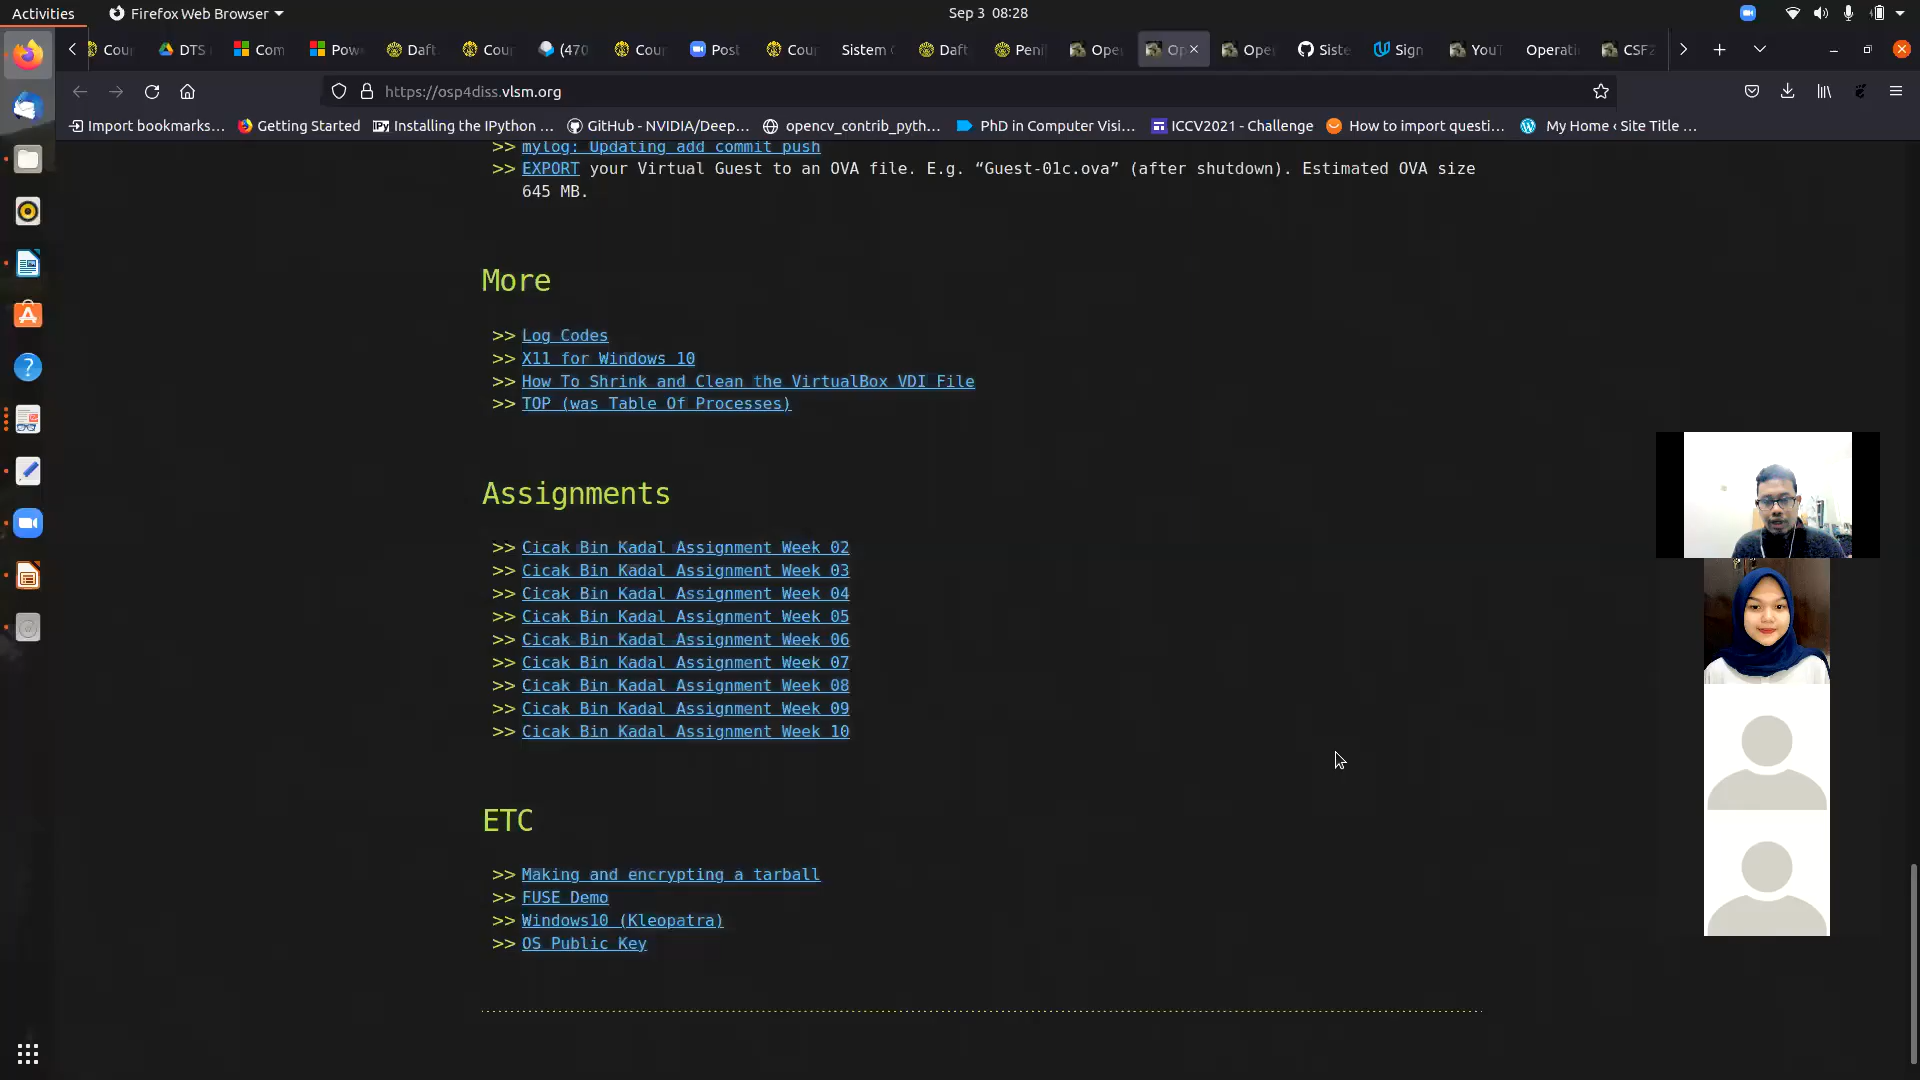 Activities
Firefox Web Browser
Sep 3 08:28
Cour
DTS
Com
Pow
Daft
Cou
(470
Cou
Post
Cou
Sistem
Daft
Peni
Ope
Op
Ope
Siste
Sign
YouT
Operati
CSF2
https://osp4diss.vlsm.org
Import bookmarks…
Getting Started
Installing the IPython …
GitHub - NVIDIA/Deep…
opencv_contrib_pyth…
PhD in Computer Visi…
ICCV2021 - Challenge
How to import questi…
My Home ‹ Site Title …
>> mylog: Updating add commit push
>> EXPORT your Virtual Guest to an OVA file. E.g. “Guest-01c.ova” (after shutdown). Estimated OVA size
645 MB.
More
>> Log Codes
>> X11 for Windows 10
>> How To Shrink and Clean the VirtualBox VDI File
>> TOP (was Table Of Processes)
Assignments
>> Cicak Bin Kadal Assignment Week 02
>> Cicak Bin Kadal Assignment Week 03
>> Cicak Bin Kadal Assignment Week 04
>> Cicak Bin Kadal Assignment Week 05
>> Cicak Bin Kadal Assignment Week 06
>> Cicak Bin Kadal Assignment Week 07
>> Cicak Bin Kadal Assignment Week 08
>> Cicak Bin Kadal Assignment Week 09
>> Cicak Bin Kadal Assignment Week 10
ETC
>> Making and encrypting a tarball
>> FUSE Demo
>> Windows10 (Kleopatra)
>> OS Public Key